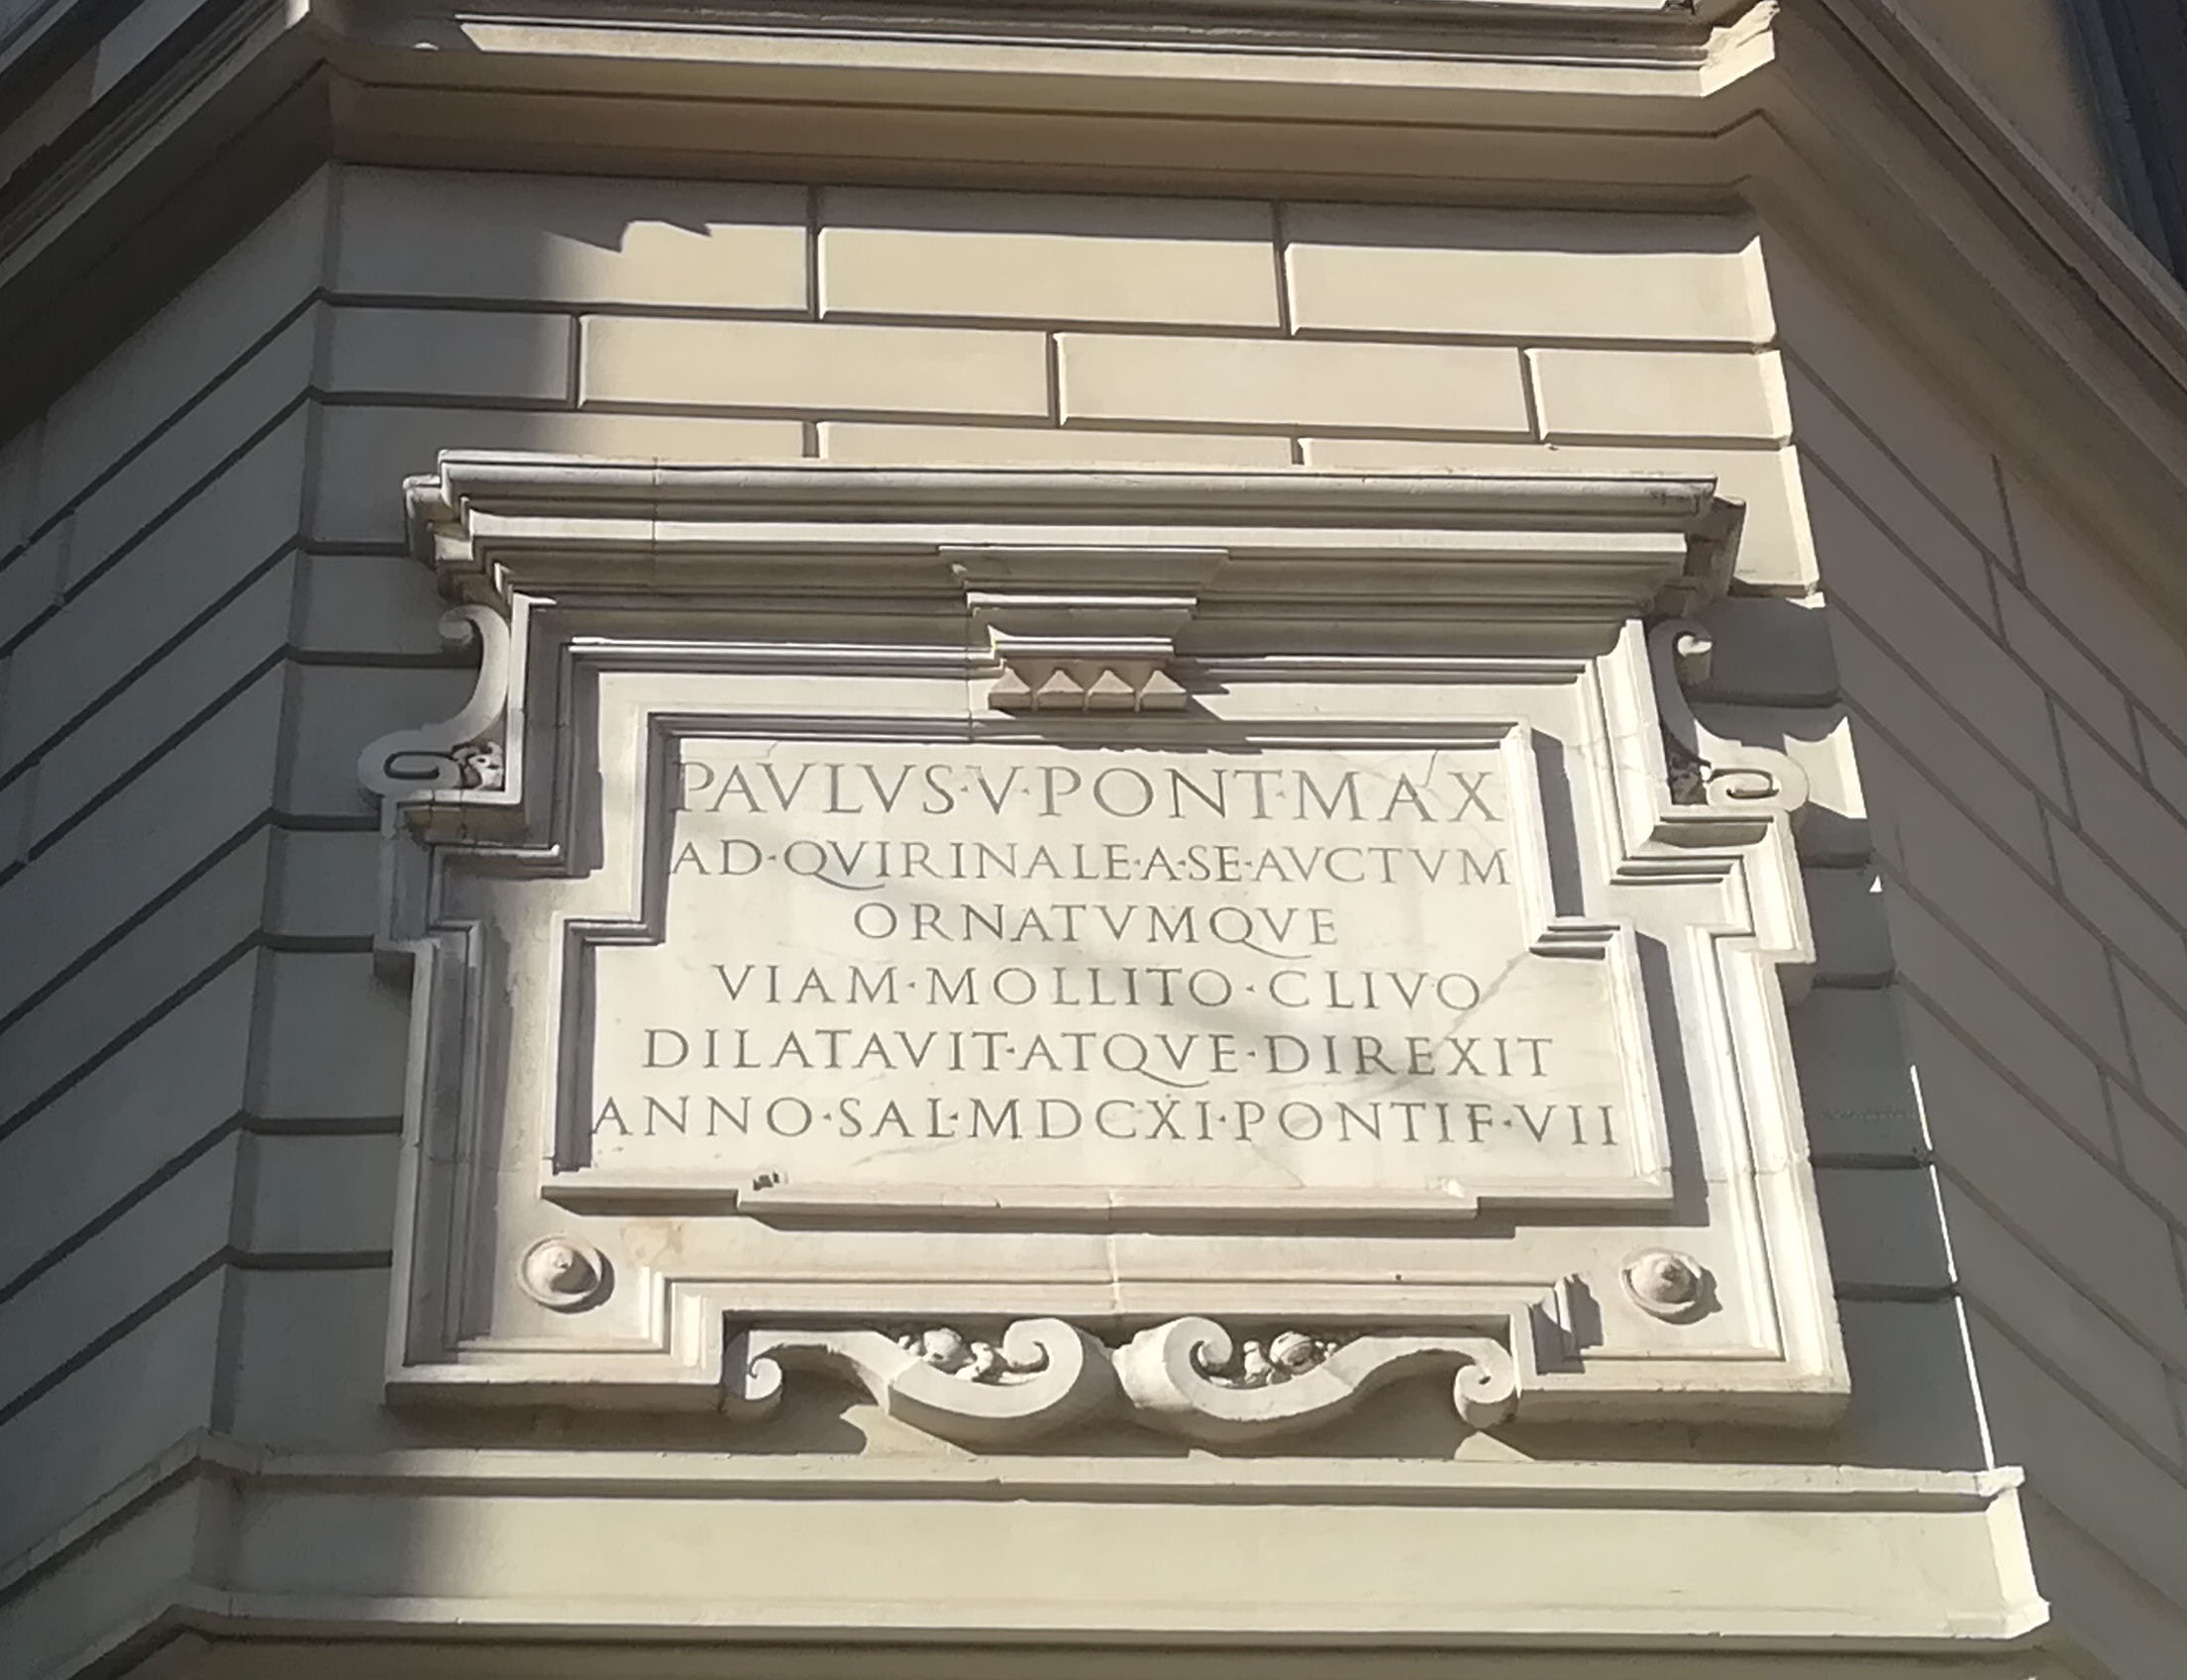 PAVLVS·V·PONT·MAX
AD·QVIRINALE·A·SE·AVCTVM
ORNATVMQVE
VIAM·MOLLITO·CLIVO
DILATAVIT·ATQVE·DIREXIT
ANNO·SAL·MDCXI·PONTIF·VII